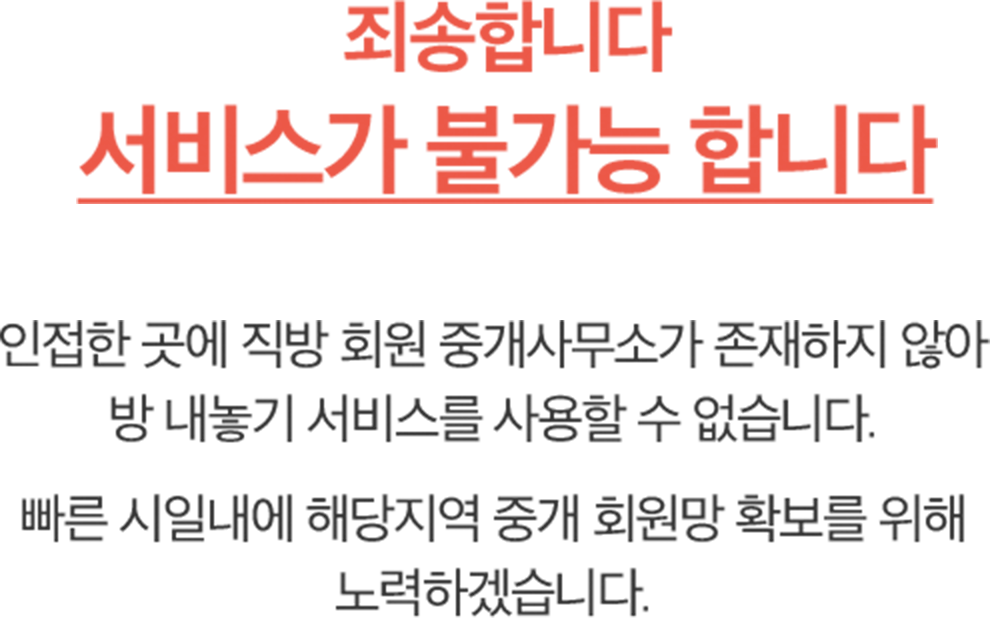 죄송합니다
서비스가 불가능 합니다
인접한 곳에 직방 회원 중개사무소가 존재하지 않아
방 내놓기 서비스를 사용할 수 없습니다.
빠른 시일내에 해당지역 중개 회원망 확보를 위해
노력하겠습니다.